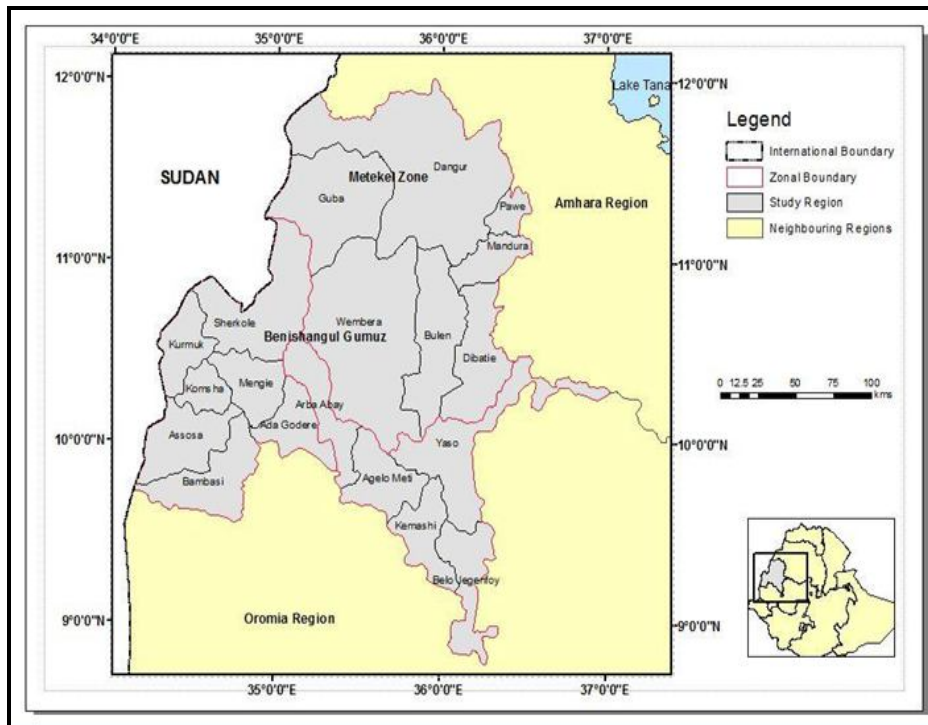 34°0'0"E
35°0'0"E
36°0'0"E
37°0'0"E
12°0'0"N
12°0'0"N
Lake Tana
Legend
International Boundary
Zonal Boundary
Study Region
Neighbouring Regions
SUDAN
Dangur
Metekel Zone
Guba
Pawe
Amhara Region
Mandura
11°0'0"N
11°0'0"N
Sherkole
Wembera
Benishangul Gumuz
Bulen
Kurmuk
Dibatie
Komsha
Mengie
0 12.5 25 50 75 100
kms
Arba Abay
Ada Godere
Assosa
10°0'0"N
10°0'0"N
Yaso
Bambasi
Agelo Meti
Kemashi
Belo Jegenfoy
Oromia Region
9°0'0"N
9°0'0"N
35°0'0"E
36°0'0"E
37°0'0"E